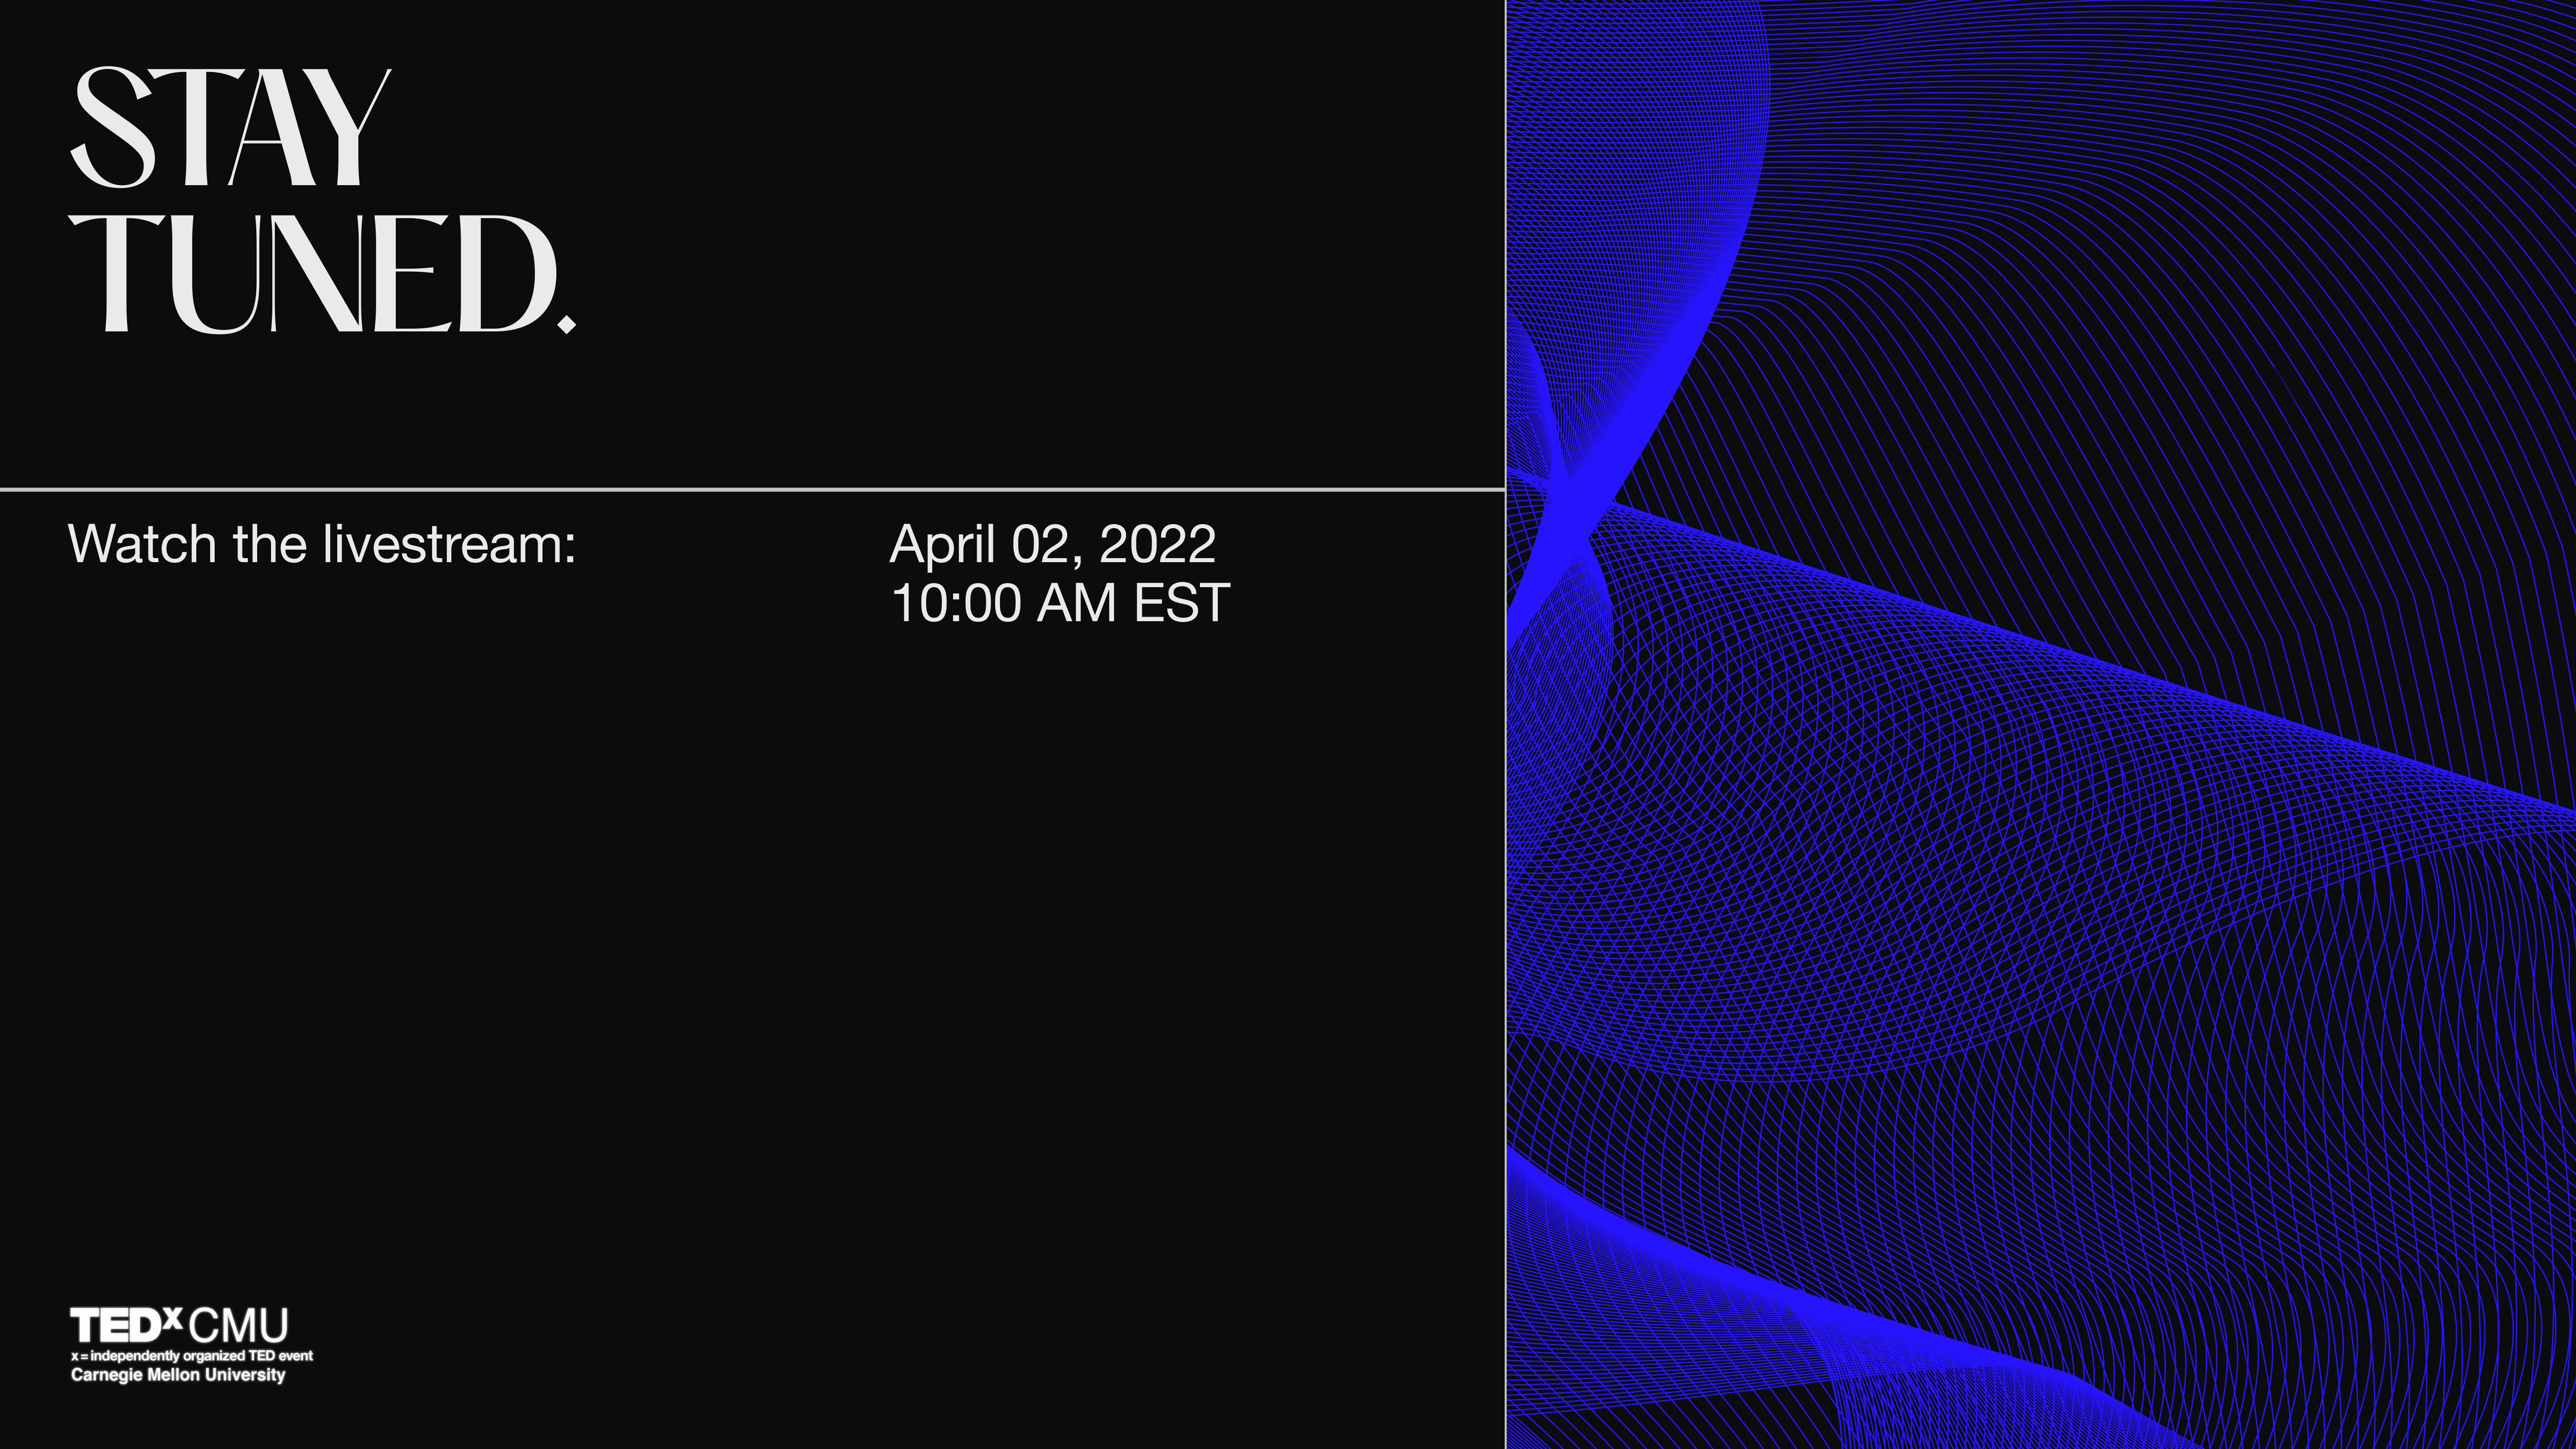 STAY
TUNED.
Watch the livestream:
April 02, 2022
10:00 AM EST
TEDx CMU
x = independently organized TED event
Carnegie Mellon University